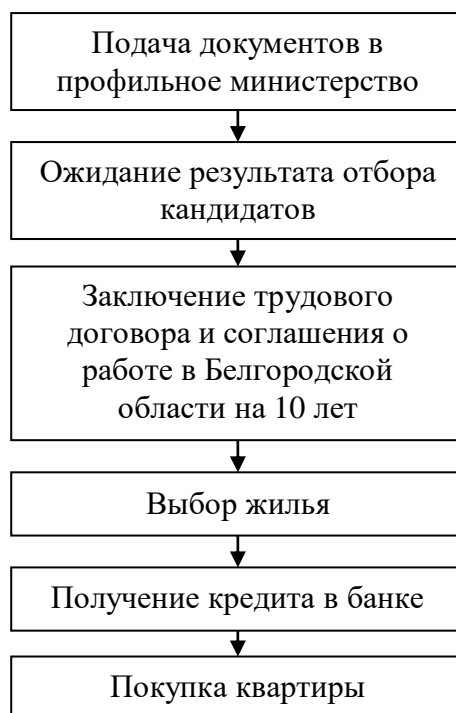 Подача документов в
профильное министерство
Ожидание результата отбора
кандидатов
Заключение трудового
договора и соглашения о
работе в Белгородской
области на 10 лет
Выбор жилья
Получение кредита в банке
Покупка квартиры